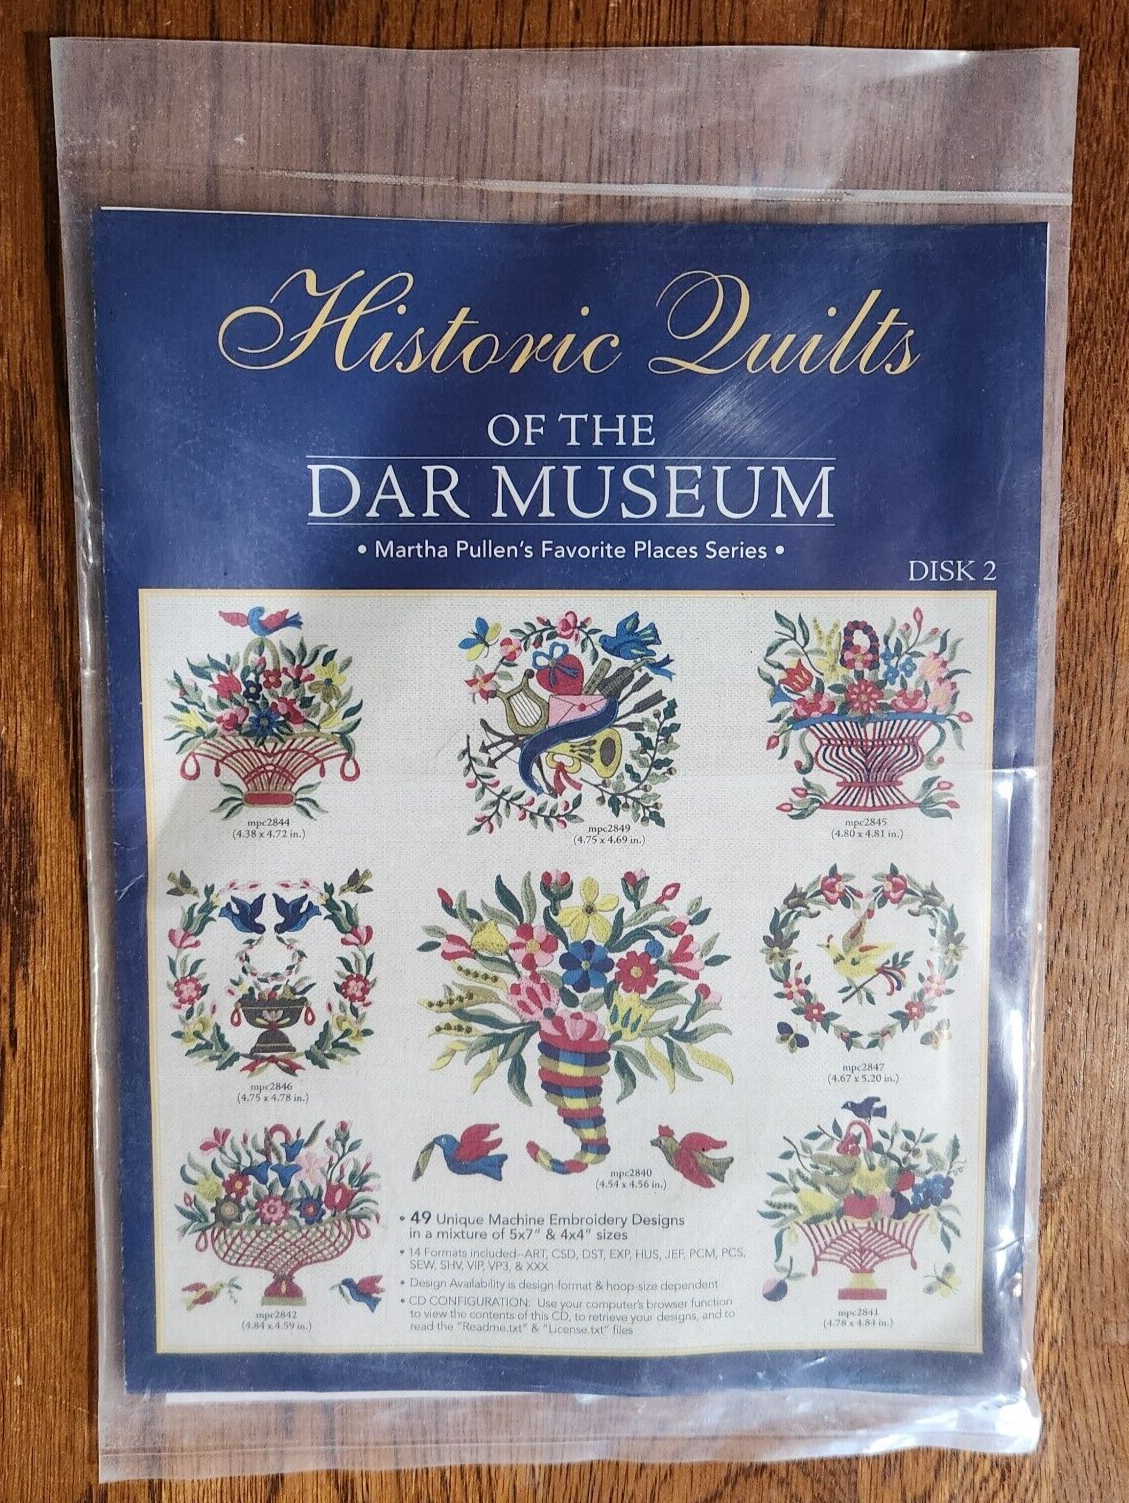 Historic Quilts
OF THE
DAR MUSEUM
• Martha Pullen's Favorite Places Series •
DISK 2
mpc2844
(4.38 x 4.72 in.)
mpc2849
(4.75 x 4.69 in.)
mpc2845
(4.80 x 4.81 in.)
mpc2846
(4.75 x 4.78 in.)
mpc2847
(4.67 x 5.20 in.)
mpc2840
(4.54 x 4.56 in.)
mpc2842
(4.84 x 4.59 in.)
mpc2841
(4.78 x 4.84 in.)
• 49 Unique Machine Embroidery Designs
in a mixture of 5x7" & 4x4" sizes
• 14 Formats included–ART, CSD, DST, EXP, HUS, JEF, PCM, PCS,
SEW, SHV, VIP, VP3, & XXX
• Design Availability is design-format & hoop-size dependent
• CD CONFIGURATION: Use your computer's browser function
to view the contents of this CD, to retrieve your designs, and to
read the "Readme.txt" & "License.txt" files